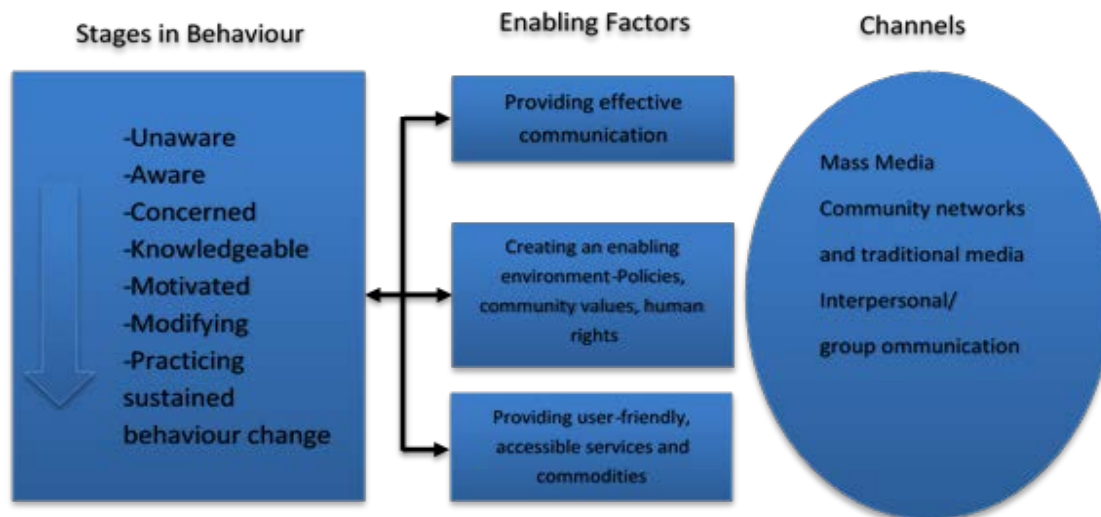 Stages in Behaviour
-Unaware
-Aware
-Concerned
-Knowledgeable
-Motivated
-Modifying
-Practicing
sustained
behaviour change
Enabling Factors
Providing effective
communication
Creating an enabling
environment-Policies,
community values, human
rights
Providing user-friendly,
accessible services and
commodities
Channels
Mass Media
Community networks
and traditional media
Interpersonal/
group ommunication